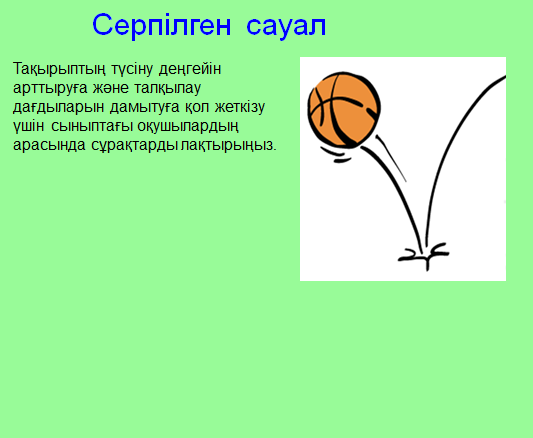 Серпілген сауал
Тақырыптың түсіну деңгейін
арттыруға және талқылау
дағдыларын дамытуға қол жеткізу
үшін сыныптағы оқушылардың
арасында сұрақтарды лақтырыңыз.